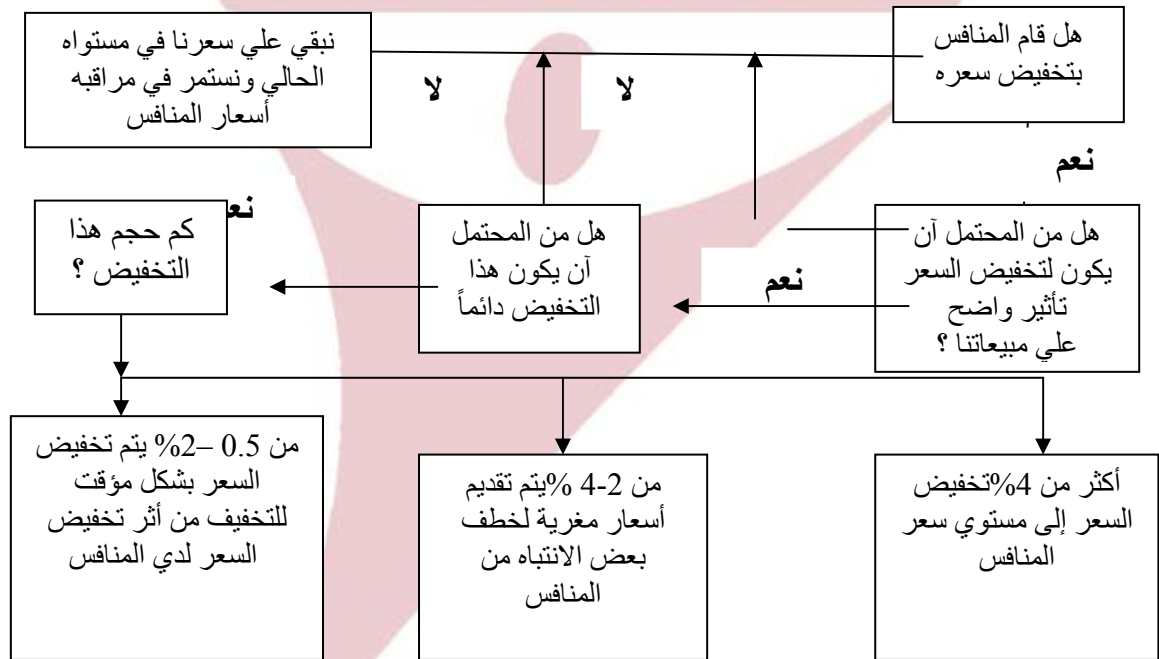 هل قام المنافس
بتخفيض سعره
نبقي علي سعرنا في مستواه
الحالي ونستمر في مراقبه
أسعار المنافس
لا
لا
نعم
هل من المحتمل آن
يكون لتخفيض السعر
تأثير واضح
علي مبيعاتنا ؟
نعم
هل من المحتمل
آن يكون هذا
التخفيض دائماً
نع
كم حجم هذا
التخفيض ؟
أكثر من 4%تخفيض
السعر إلى مستوي سعر
المنافس
من 2-4 %يتم تقديم
أسعار مغرية لخطف
بعض الانتباه من
المنافس
من 0.5 –2% يتم تخفيض
السعر بشكل مؤقت
للتخفيف من أثر تخفيض
السعر لدي المنافس